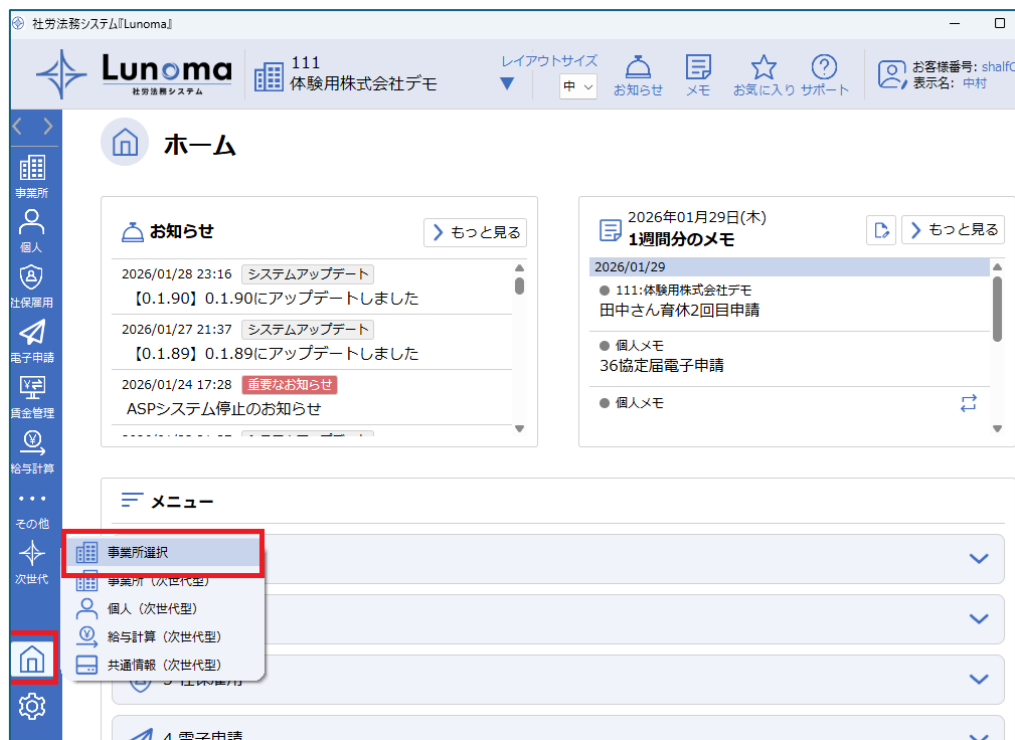 社労法務システム『Lunoma』
Lunoma
社労法務システム
111
体験用株式会社デモ
レイアウトサイズ
中
お知らせ
メモ
お気に入り
サポート
お客様番号: shalf
表示名: 中村
ホーム
事業所
個人
社保雇用
電子申請
賃金管理
給与計算
その他
次世代
お知らせ
もっと見る
2026/01/28 23:16 システムアップデート
【0.1.90】0.1.90にアップデートしました
2026/01/27 21:37 システムアップデート
【0.1.89】0.1.89にアップデートしました
2026/01/24 17:28 重要なお知らせ
ASPシステム停止のお知らせ
2026年01月29日(木)
1週間分のメモ
もっと見る
2026/01/29
111:体験用株式会社デモ
田中さん育休2回目申請
個人メモ
36協定届電子申請
個人メモ
メニュー
事業所選択
事業所（次世代型）
個人（次世代型）
給与計算（次世代型）
共通情報（次世代型）
4 電子申請